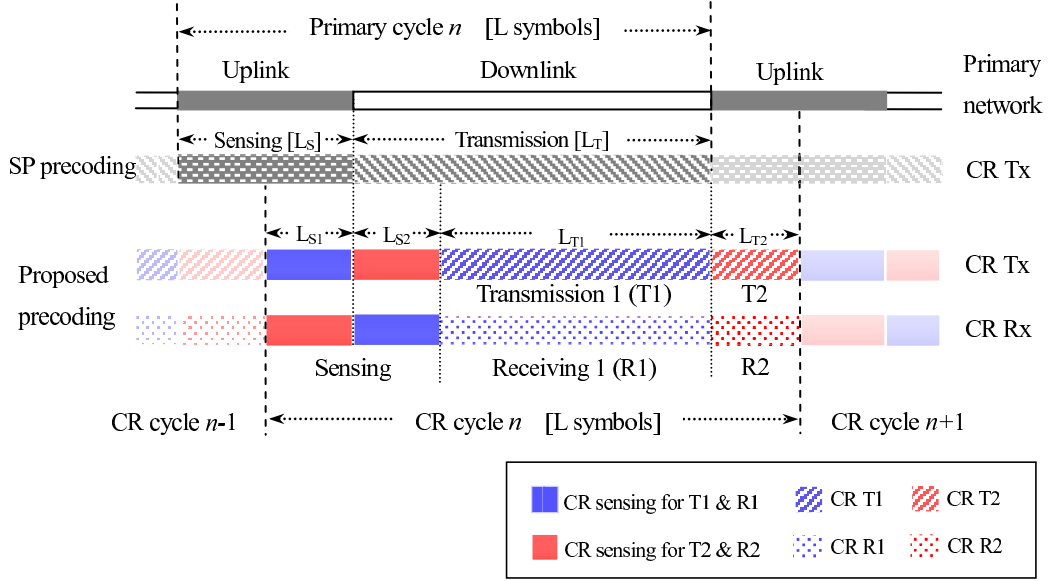 Primary cycle n [L symbols]
Uplink
Downlink
Uplink
Primary
network
Sensing [LS]
Transmission [LT]
SP precoding
CR Tx
LS1
LS2
LT1
LT2
Proposed
precoding
CR Tx
Transmission 1 (T1)
T2
CR Rx
Sensing
Receiving 1 (R1)
R2
CR cycle n-1
CR cycle n [L symbols]
CR cycle n+1
CR sensing for T1 & R1
CR T1
CR T2
CR sensing for T2 & R2
CR R1
CR R2